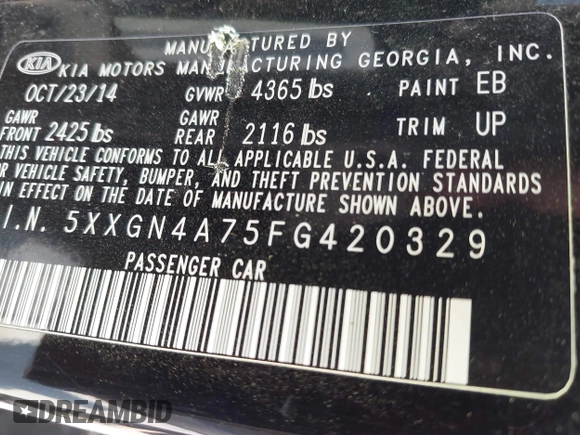 MANUFACTURED BY
KIA KIA MOTORS MANUFACTURING GEORGIA, INC.
OCT/23/14 GVWR 4365 lbs PAINT EB
GAWR FRONT 2425 lbs GAWR REAR 2116 lbs TRIM UP
THIS VEHICLE CONFORMS TO ALL APPLICABLE U.S.A. FEDERAL
VEHICLE SAFETY, BUMPER, AND THEFT PREVENTION STANDARDS
IN EFFECT ON THE DATE OF MANUFACTURE SHOWN ABOVE.
I.N. 5XXGN4A75FG420329
PASSENGER CAR
DREAMBID